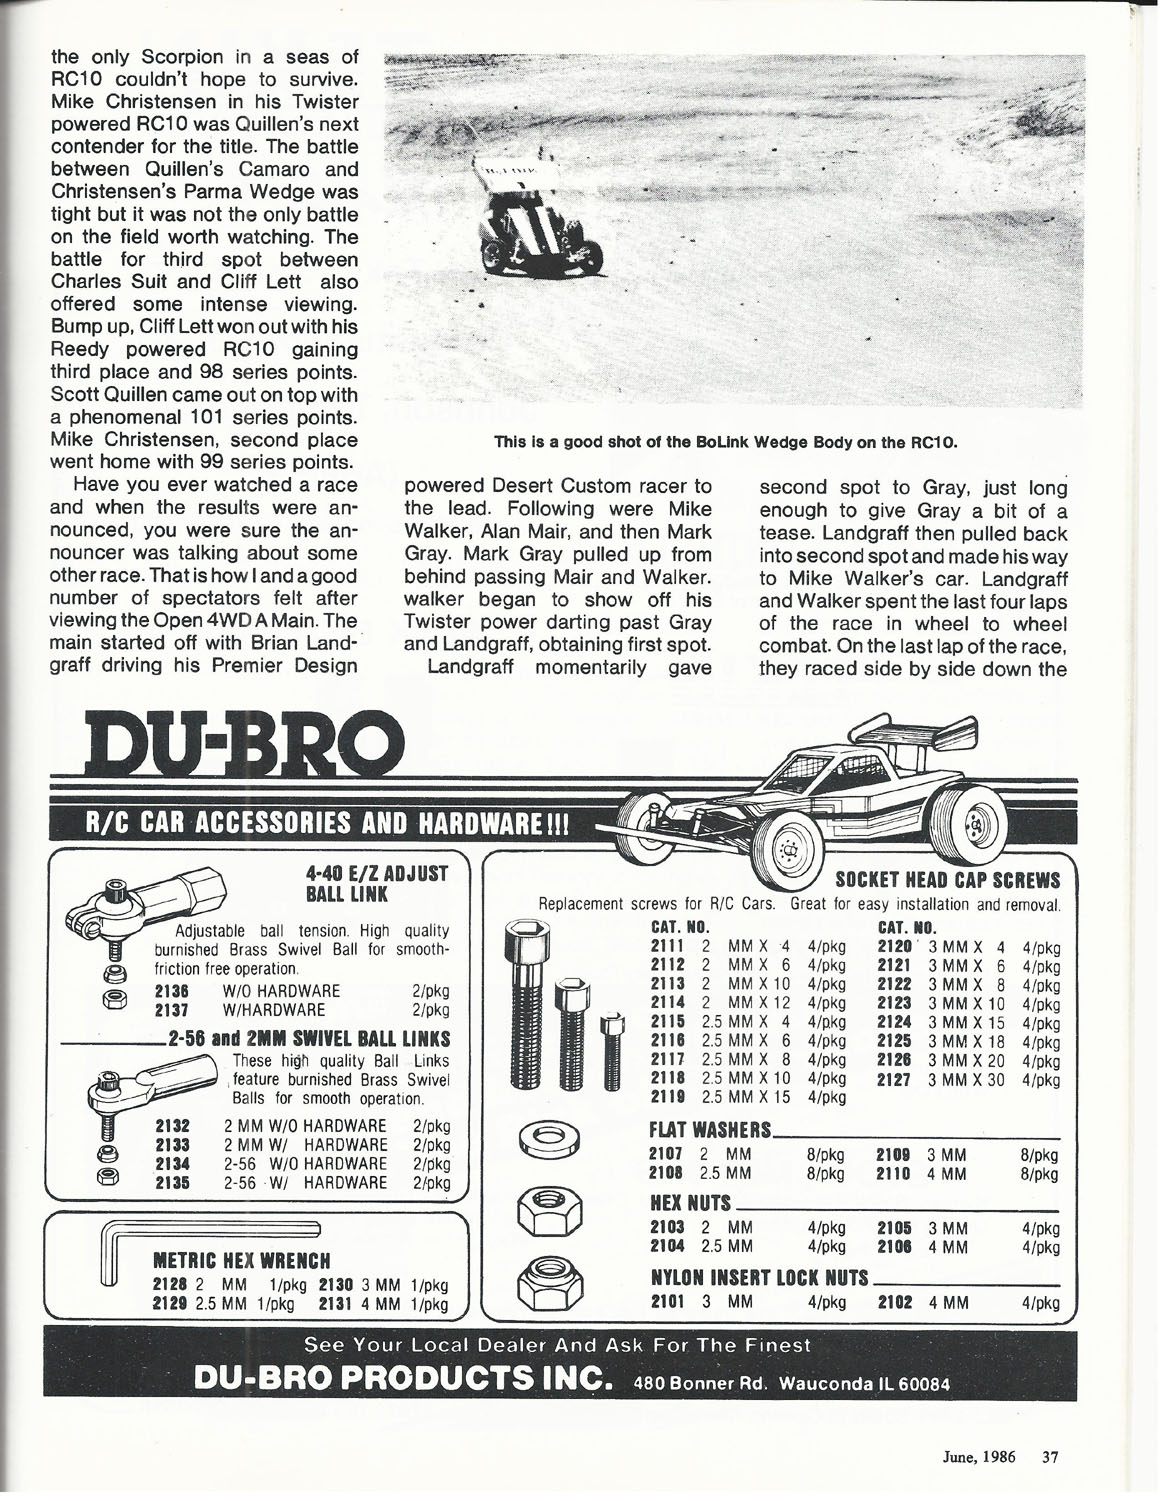 the only Scorpion in a seas of
RC10 couldn't hope to survive.
Mike Christensen in his Twister
powered RC10 was Quillen's next
contender for the title. The battle
between Quillen's Camaro and
Christensen's Parma Wedge was
tight but it was not the only battle
on the field worth watching. The
battle for third spot between
Charles Suit and Cliff Lett also
offered some intense viewing.
Bump up, Cliff Lett won out with his
Reedy powered RC10 gaining
third place and 98 series points.
Scott Quillen came out on top with
a phenomenal 101 series points.
Mike Christensen, second place
went home with 99 series points.
Have you ever watched a race
and when the results were an-
nounced, you were sure the an-
nouncer was talking about some
other race. That is how I and a good
number of spectators felt after
viewing the Open 4WD A Main. The
main started off with Brian Land-
graff driving his Premier Design
This is a good shot of the BoLink Wedge Body on the RC10.
powered Desert Custom racer to
the lead. Following were Mike
Walker, Alan Mair, and then Mark
Gray. Mark Gray pulled up from
behind passing Mair and Walker.
walker began to show off his
Twister power darting past Gray
and Landgraff, obtaining first spot.
Landgraff momentarily gave
second spot to Gray, just long
enough to give Gray a bit of a
tease. Landgraff then pulled back
into second spot and made his way
to Mike Walker's car. Landgraff
and Walker spent the last four laps
of the race in wheel to wheel
combat. On the last lap of the race,
they raced side by side down the
DU-BRO
R/C CAR ACCESSORIES AND HARDWARE!!!
4-40 E/Z ADJUST
BALL LINK
Adjustable ball tension. High quality
burnished Brass Swivel Ball for smooth-
friction free operation.
2136 W/O HARDWARE 2/pkg
2137 W/HARDWARE 2/pkg
2-56 and 2MM SWIVEL BALL LINKS
These high quality Ball Links
feature burnished Brass Swivel
Balls for smooth operation.
2132 2 MM W/O HARDWARE 2/pkg
2133 2 MM W/ HARDWARE 2/pkg
2134 2-56 W/O HARDWARE 2/pkg
2135 2-56 W/ HARDWARE 2/pkg
METRIC HEX WRENCH
2128 2 MM 1/pkg 2130 3 MM 1/pkg
2129 2.5 MM 1/pkg 2131 4 MM 1/pkg
SOCKET HEAD CAP SCREWS
Replacement screws for R/C Cars. Great for easy installation and removal.
CAT. NO. CAT. NO.
2111 2 MM X 4 4/pkg 2120 3 MM X 4 4/pkg
2112 2 MM X 6 4/pkg 2121 3 MM X 6 4/pkg
2113 2 MM X 10 4/pkg 2122 3 MM X 8 4/pkg
2114 2 MM X 12 4/pkg 2123 3 MM X 10 4/pkg
2115 2.5 MM X 4 4/pkg 2124 3 MM X 15 4/pkg
2116 2.5 MM X 6 4/pkg 2125 3 MM X 18 4/pkg
2117 2.5 MM X 8 4/pkg 2126 3 MM X 20 4/pkg
2118 2.5 MM X 10 4/pkg 2127 3 MM X 30 4/pkg
2119 2.5 MM X 15 4/pkg
FLAT WASHERS
2107 2 MM 8/pkg 2109 3 MM 8/pkg
2108 2.5 MM 8/pkg 2110 4 MM 8/pkg
HEX NUTS
2103 2 MM 4/pkg 2105 3 MM 4/pkg
2104 2.5 MM 4/pkg 2106 4 MM 4/pkg
NYLON INSERT LOCK NUTS
2101 3 MM 4/pkg 2102 4 MM 4/pkg
See Your Local Dealer And Ask For The Finest
DU-BRO PRODUCTS INC. 480 Bonner Rd. Wauconda IL 60084
June, 1986 37